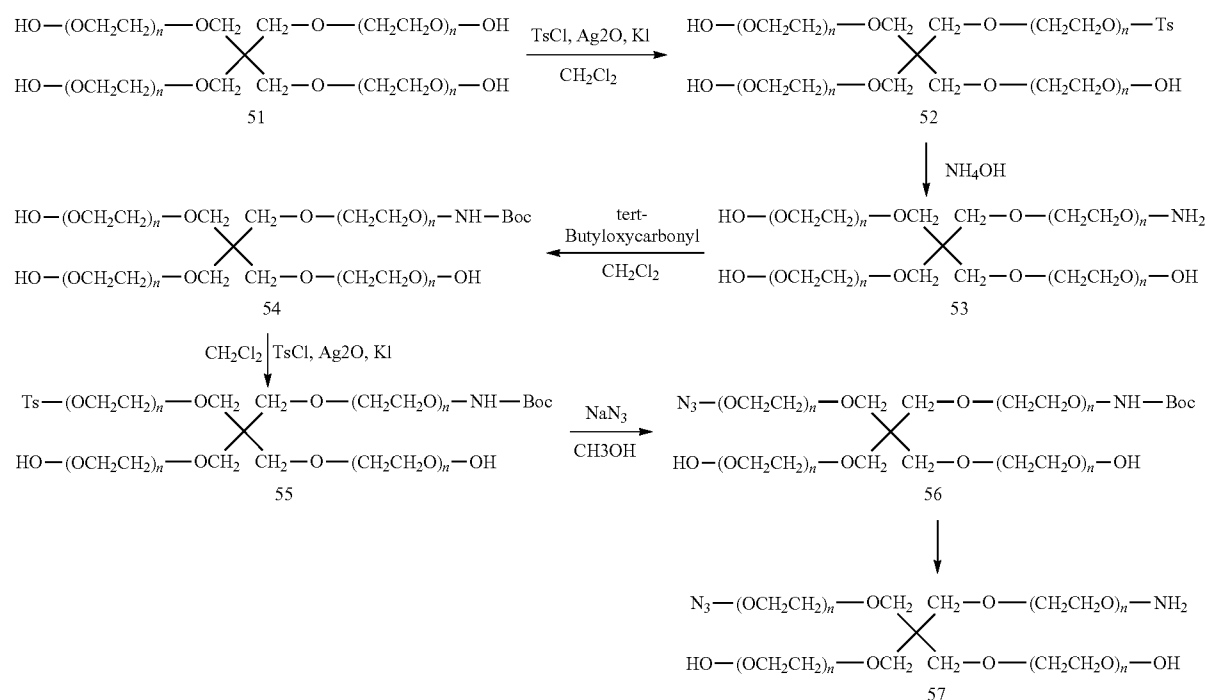 HO—(OCH₂CH₂)ₙ—OCH₂ CH₂—O—(CH₂CH₂O)ₙ—OH
HO—(OCH₂CH₂)ₙ—OCH₂ CH₂—O—(CH₂CH₂O)ₙ—OH
51
TsCl, Ag2O, Kl
CH₂Cl₂
HO—(OCH₂CH₂)ₙ—OCH₂ CH₂—O—(CH₂CH₂O)ₙ—Ts
HO—(OCH₂CH₂)ₙ—OCH₂ CH₂—O—(CH₂CH₂O)ₙ—OH
52
NH₄OH
HO—(OCH₂CH₂)ₙ—OCH₂ CH₂—O—(CH₂CH₂O)ₙ—NH₂
HO—(OCH₂CH₂)ₙ—OCH₂ CH₂—O—(CH₂CH₂O)ₙ—OH
53
tert-
Butyloxycarbonyl
CH₂Cl₂
HO—(OCH₂CH₂)ₙ—OCH₂ CH₂—O—(CH₂CH₂O)ₙ—NH—Boc
HO—(OCH₂CH₂)ₙ—OCH₂ CH₂—O—(CH₂CH₂O)ₙ—OH
54
CH₂Cl₂ TsCl, Ag2O, Kl
Ts—(OCH₂CH₂)ₙ—OCH₂ CH₂—O—(CH₂CH₂O)ₙ—NH—Boc
HO—(OCH₂CH₂)ₙ—OCH₂ CH₂—O—(CH₂CH₂O)ₙ—OH
55
NaN₃
CH3OH
N₃—(OCH₂CH₂)ₙ—OCH₂ CH₂—O—(CH₂CH₂O)ₙ—NH—Boc
HO—(OCH₂CH₂)ₙ—OCH₂ CH₂—O—(CH₂CH₂O)ₙ—OH
56
N₃—(OCH₂CH₂)ₙ—OCH₂ CH₂—O—(CH₂CH₂O)ₙ—NH₂
HO—(OCH₂CH₂)ₙ—OCH₂ CH₂—O—(CH₂CH₂O)ₙ—OH
57